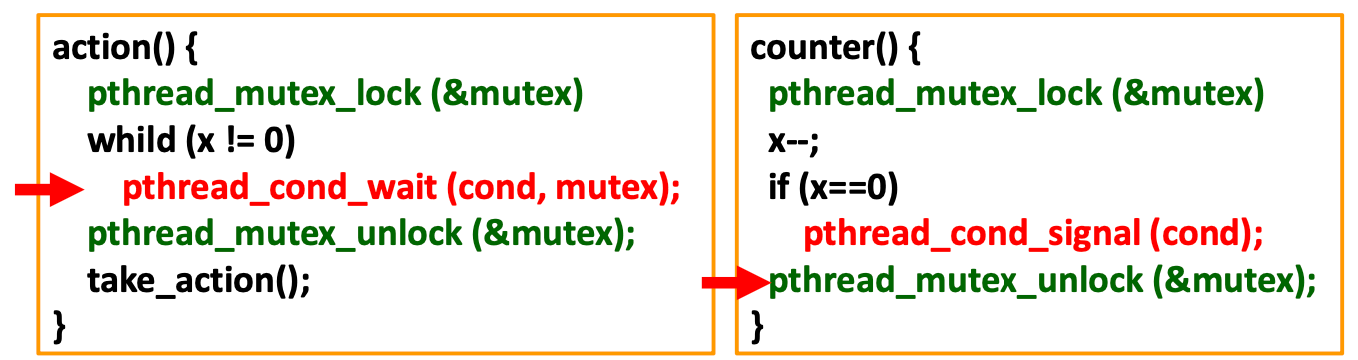 action() {
pthread_mutex_lock (&mutex)
whild (x != 0)
pthread_cond_wait (cond, mutex);
pthread_mutex_unlock (&mutex);
take_action();
}
counter() {
pthread_mutex_lock (&mutex)
x--;
if (x==0)
pthread_cond_signal (cond);
pthread_mutex_unlock (&mutex);
}